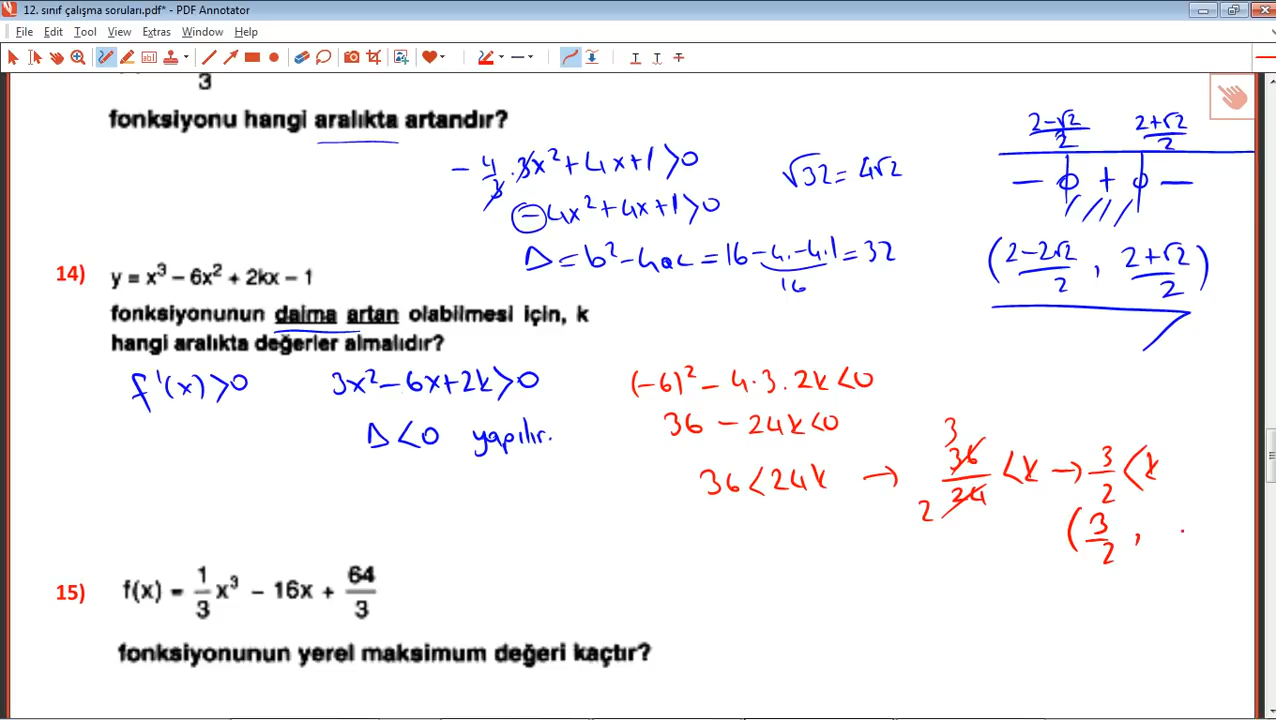 12. sınıf çalışma soruları.pdf* - PDF Annotator
File Edit Tool View Extras Window Help
3
fonksiyonu hangi aralıkta artandır?
- 4/3 . 3x² + 4x + 1 > 0
√32 = 4√2
- 4x² + 4x + 1 > 0
Δ = b² - 4ac = 16 - 4 . -4 . 1 = 32
16
2-√2/2 2+√2/2
- 0 + 0 -
(2-2√2/2 , 2+√2/2)
14) y = x³ – 6x² + 2kx – 1
fonksiyonunun daima artan olabilmesi için, k
hangi aralıkta değerler almalıdır?
f'(x) > 0 3x² - 6x + 2k > 0
Δ < 0 yapılır.
(-6)² - 4 . 3 . 2k < 0
36 - 24k < 0
36 < 24k → 36/24 < k → 3/2 < k
3
2
(3/2 ,
15) f(x) = 1/3 x³ – 16x + 64/3
fonksiyonunun yerel maksimum değeri kaçtır?